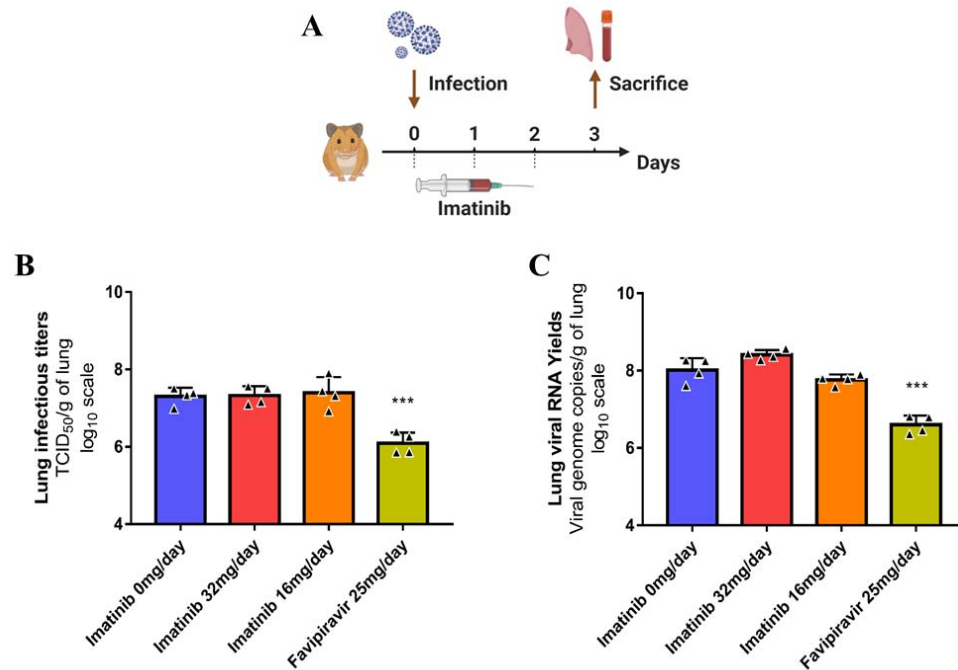 A
Infection
Sacrifice
0
1
2
3
Days
Imatinib
B
Lung infectious titers
TCID50/g of lung
log10 scale
10
8
6
4
***
Imatinib 0mg/day
Imatinib 32mg/day
Imatinib 16mg/day
Favipiravir 25mg/day
C
Lung viral RNA Yields
Viral genome copies/g of lung
log10 scale
10
8
6
4
***
Imatinib 0mg/day
Imatinib 32mg/day
Imatinib 16mg/day
Favipiravir 25mg/day